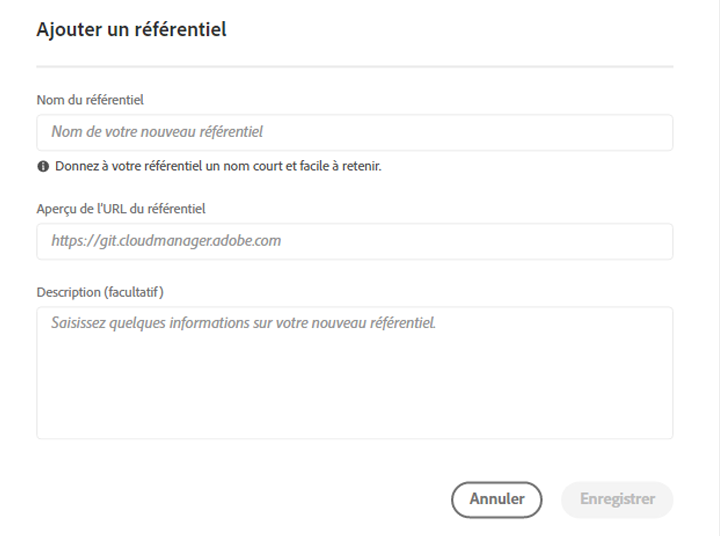 Ajouter un référentiel
Nom du référentiel
Nom de votre nouveau référentiel
Donnez à votre référentiel un nom court et facile à retenir.
Aperçu de l'URL du référentiel
https://git.cloudmanager.adobe.com
Description (facultatif)
Saisissez quelques informations sur votre nouveau référentiel.
Annuler
Enregistrer